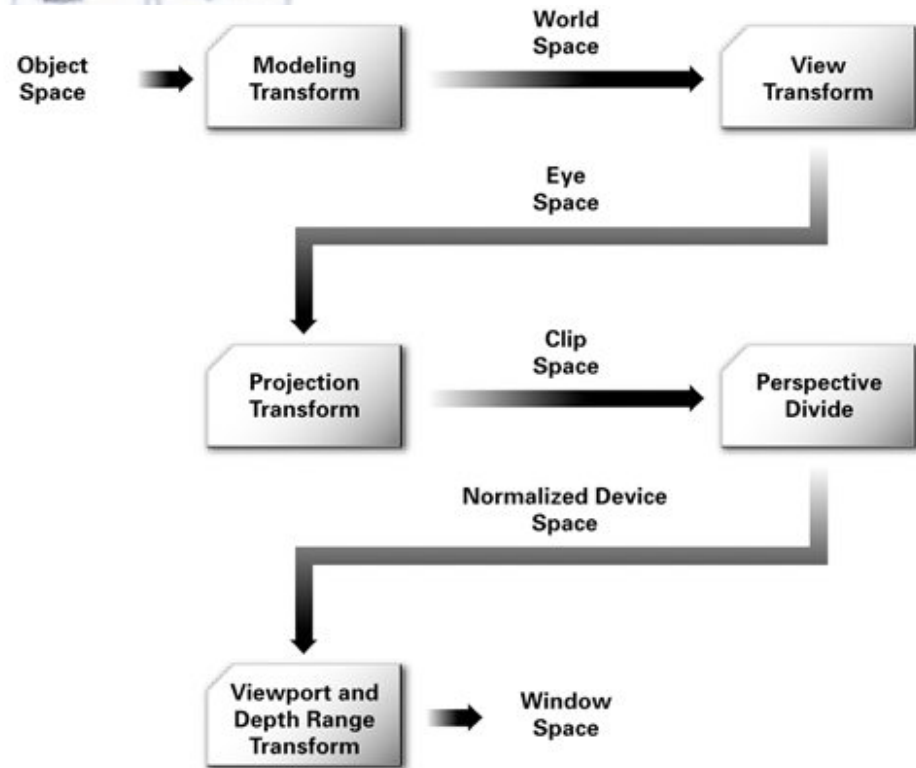 Object
Space
Modeling
Transform
World
Space
View
Transform
Eye
Space
Projection
Transform
Clip
Space
Perspective
Divide
Normalized Device
Space
Viewport and
Depth Range
Transform
Window
Space